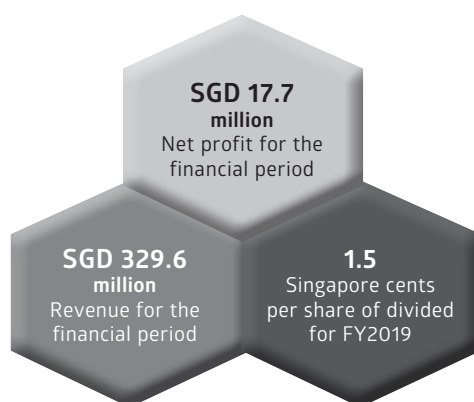 SGD 17.7
million
Net profit for the
financial period
SGD 329.6
million
Revenue for the
financial period
1.5
Singapore cents
per share of divided
for FY2019